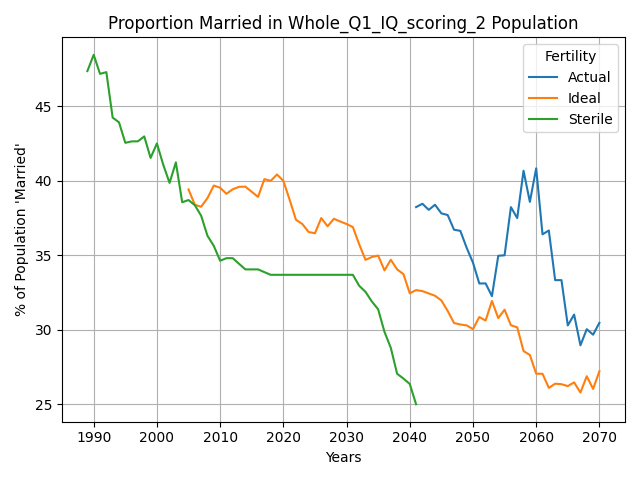 Proportion Married in Whole_Q1_IQ_scoring_2 Population
% of Population 'Married'
45
40
35
30
25
Fertility
Actual
Ideal
Sterile
1990 2000 2010 2020 2030 2040 2050 2060 2070
Years